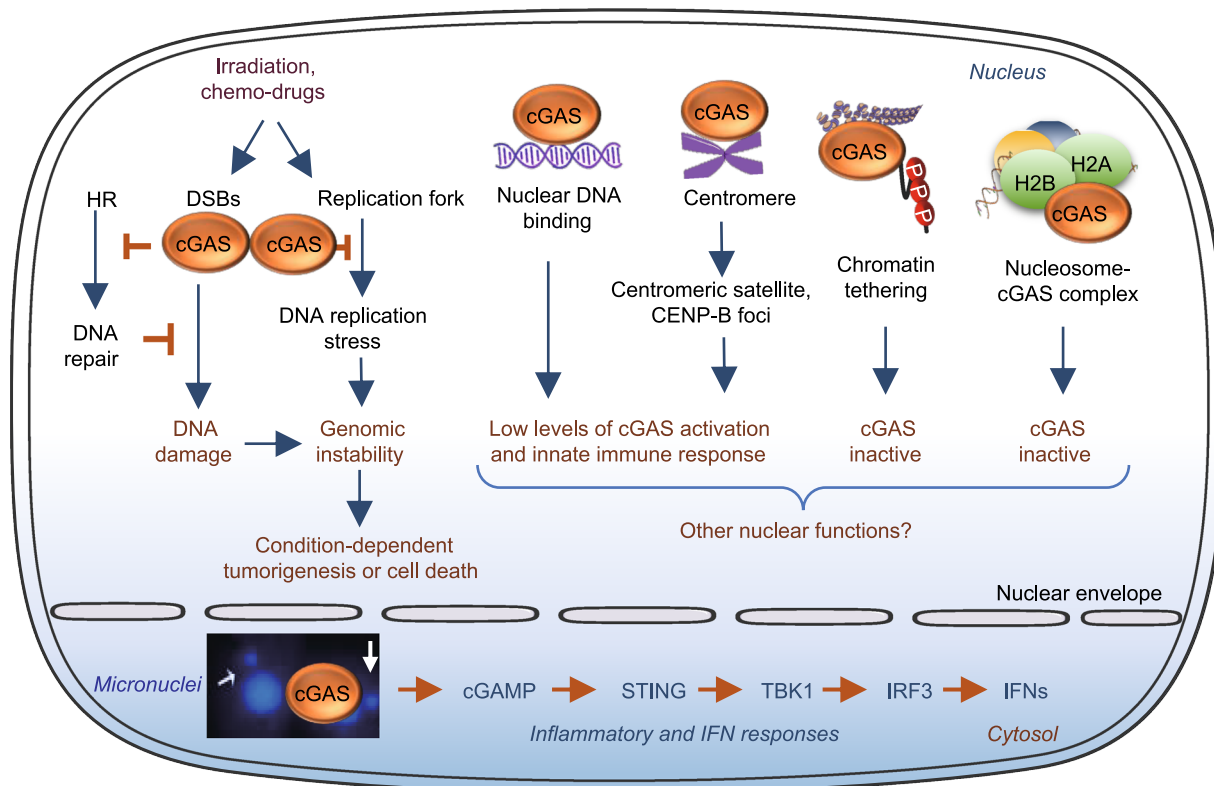 Irradiation,
chemo-drugs
Nucleus
HR
DSBs
Replication fork
cGAS
cGAS
DNA
repair
DNA replication
stress
DNA
damage
Genomic
instability
Condition-dependent
tumorigenesis or cell death
cGAS
Nuclear DNA
binding
cGAS
Centromere
Centromeric satellite,
CENP-B foci
Low levels of cGAS activation
and innate immune response
cGAS
P
P
P
Chromatin
tethering
cGAS
inactive
H2A
H2B
cGAS
Nucleosome-
cGAS complex
cGAS
inactive
Other nuclear functions?
Nuclear envelope
Micronuclei
cGAS
cGAMP
STING
TBK1
IRF3
IFNs
Inflammatory and IFN responses
Cytosol